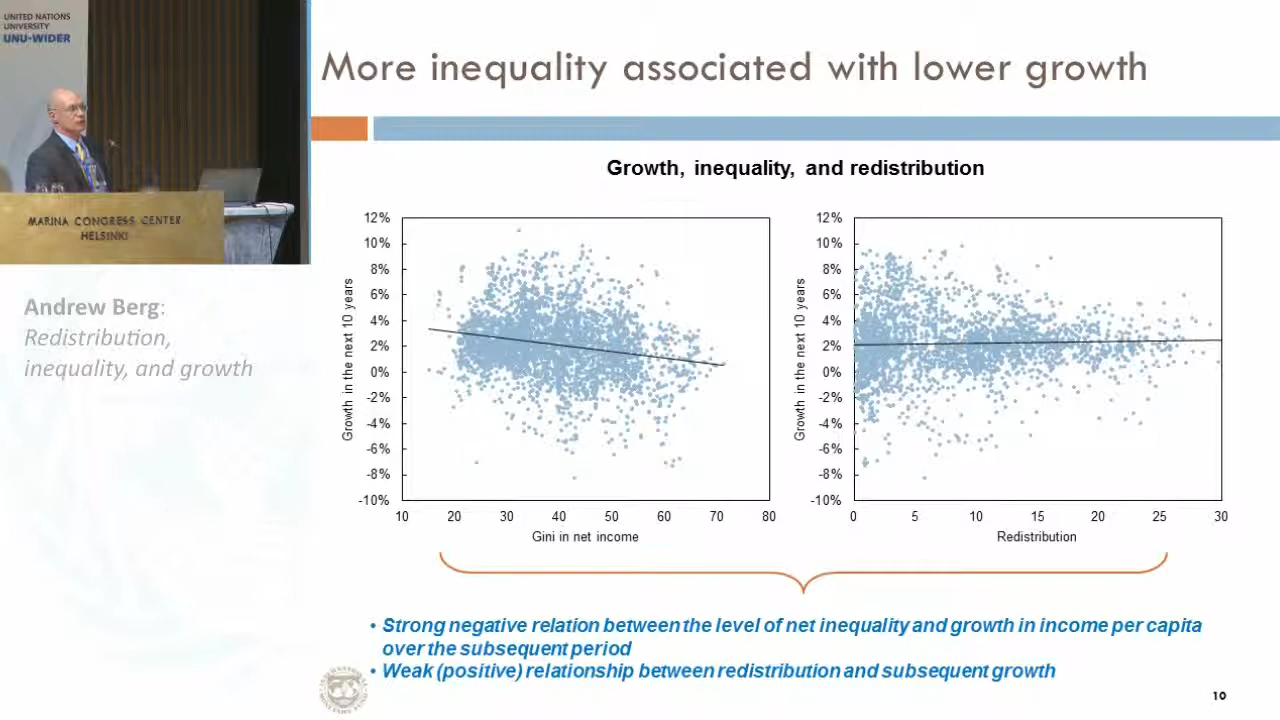 UNITED NATIONS
UNIVERSITY
UNU-WIDER
MARINA CONGRESS CENTER
HELSINKI
Andrew Berg:
Redistribution,
inequality, and growth
More inequality associated with lower growth
Growth, inequality, and redistribution
Growth in the next 10 years
12%
10%
8%
6%
4%
2%
0%
-2%
-4%
-6%
-8%
-10%
10 20 30 40 50 60 70 80
Gini in net income
Growth in the next 10 years
12%
10%
8%
6%
4%
2%
0%
-2%
-4%
-6%
-8%
-10%
0 5 10 15 20 25 30
Redistribution
• Strong negative relation between the level of net inequality and growth in income per capita
over the subsequent period
• Weak (positive) relationship between redistribution and subsequent growth
10